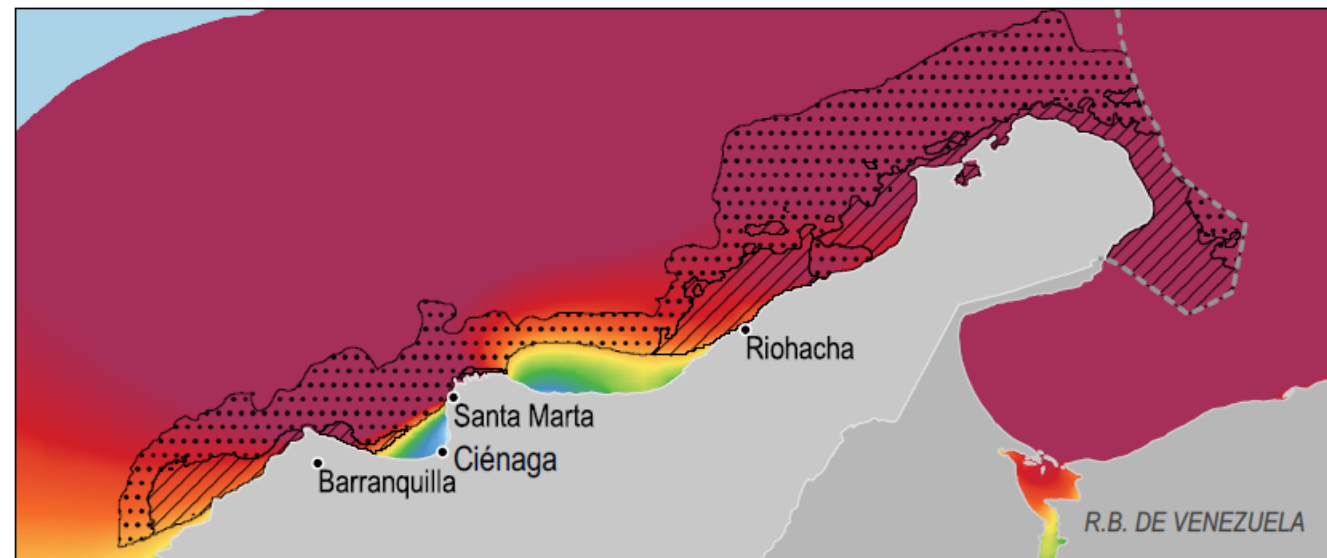 Riohacha
Santa Marta
Ciénaga
Barranquilla
R.B. DE VENEZUELA